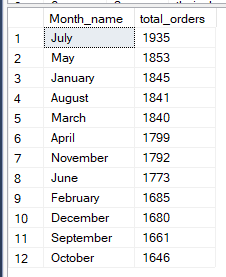 Month_name total_orders
1 July 1935
2 May 1853
3 January 1845
4 August 1841
5 March 1840
6 April 1799
7 November 1792
8 June 1773
9 February 1685
10 December 1680
11 September 1661
12 October 1646